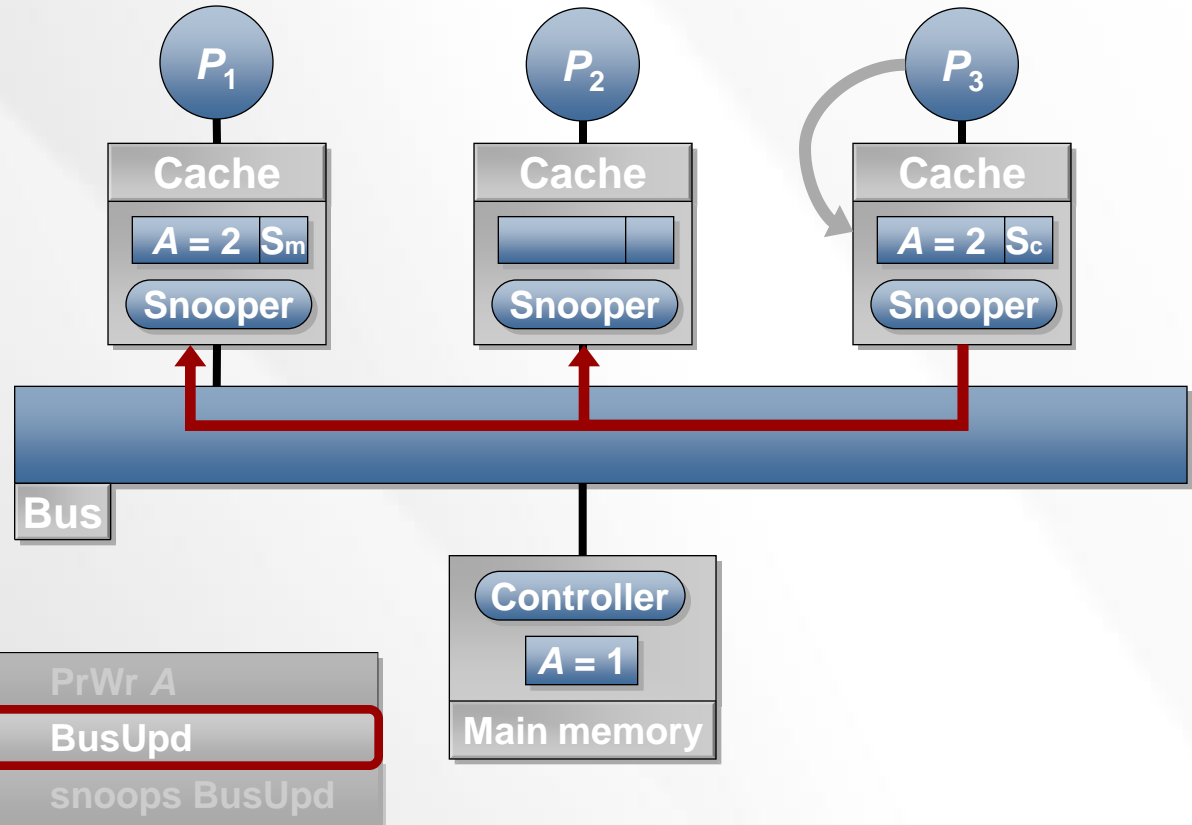 P1
P2
P3
Cache
Cache
Cache
A = 2 Sm
A = 2 Sc
Snooper
Snooper
Snooper
Bus
Controller
A = 1
Main memory
PrWr A
BusUpd
snoops BusUpd